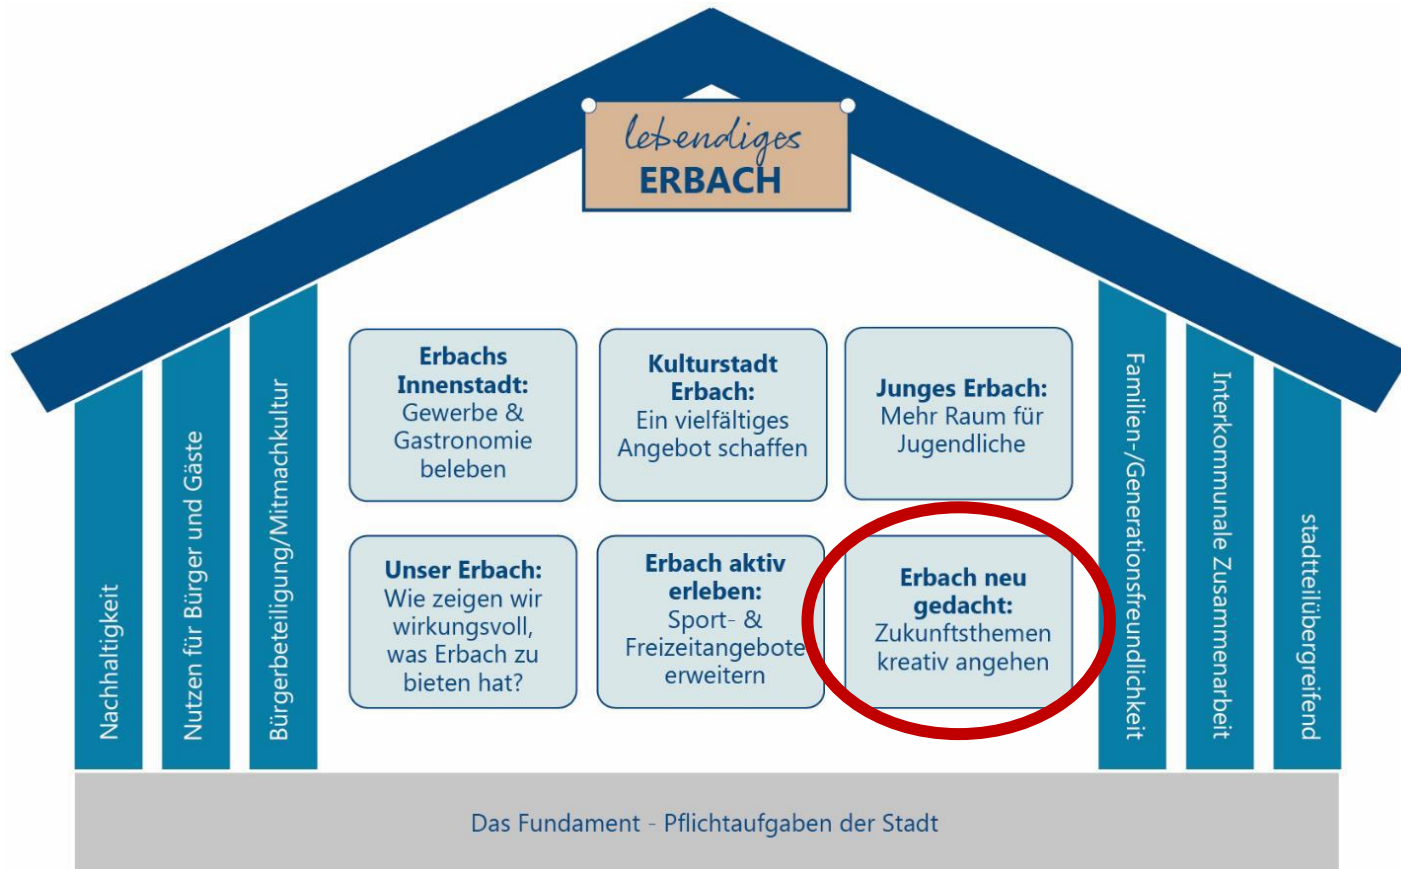 lebendiges
ERBACH
Nachhaltigkeit
Nutzen für Bürger und Gäste
Bürgerbeteiligung/Mitmachkultur
Erbachs
Innenstadt:
Gewerbe &
Gastronomie
beleben
Kulturstadt
Erbach:
Ein vielfältiges
Angebot schaffen
Junges Erbach:
Mehr Raum für
Jugendliche
Unser Erbach:
Wie zeigen wir
wirkungsvoll,
was Erbach zu
bieten hat?
Erbach aktiv
erleben:
Sport- &
Freizeitangebote
erweitern
Erbach neu
gedacht:
Zukunftsthemen
kreativ angehen
Familien-/Generationsfreundlichkeit
Interkommunale Zusammenarbeit
stadtteilübergreifend
Das Fundament - Pflichtaufgaben der Stadt